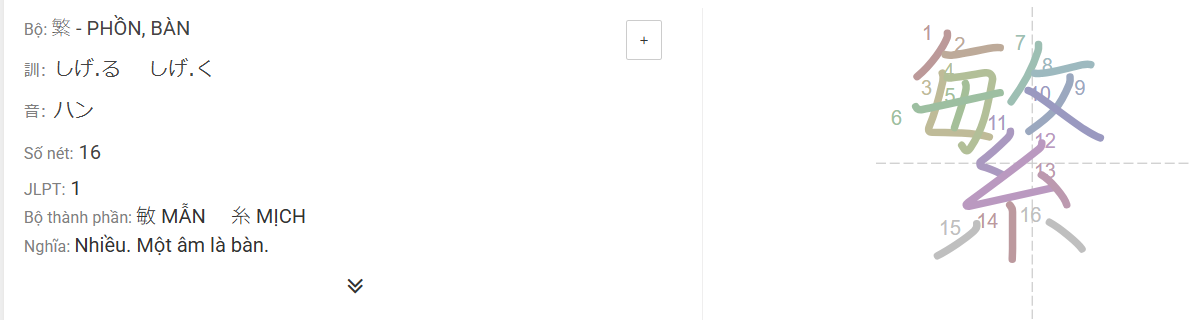 Bộ: 繁 - PHỒN, BÀN
+
訓: しげ.る しげ.く
音: ハン
Số nét: 16
JLPT: 1
Bộ thành phần: 敏 MẪN 糸 MỊCH
Nghĩa: Nhiều. Một âm là bàn.
繁
1
2
7
4
8
3
5
10
9
6
11
12
13
15
14
16